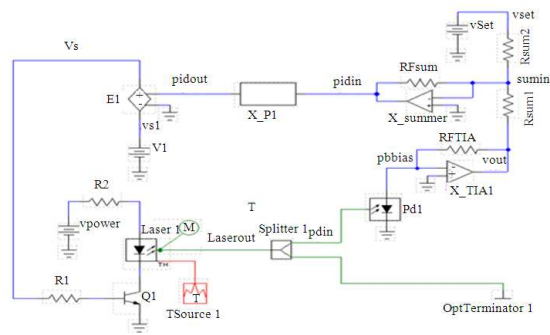 vset
vSet
Rsum2
Vs
pidout
pidin
RFsum
sumin
E1
X_P1
X_summer
Rsum1
vs1
V1
RFTIA
pbbias
vout
X_TIA1
R2
T
Pd1
vpower
Laser 1
M
Laserout
Splitter 1
pdin
TH
R1
Q1
T
TSource 1
OptTerminator 1